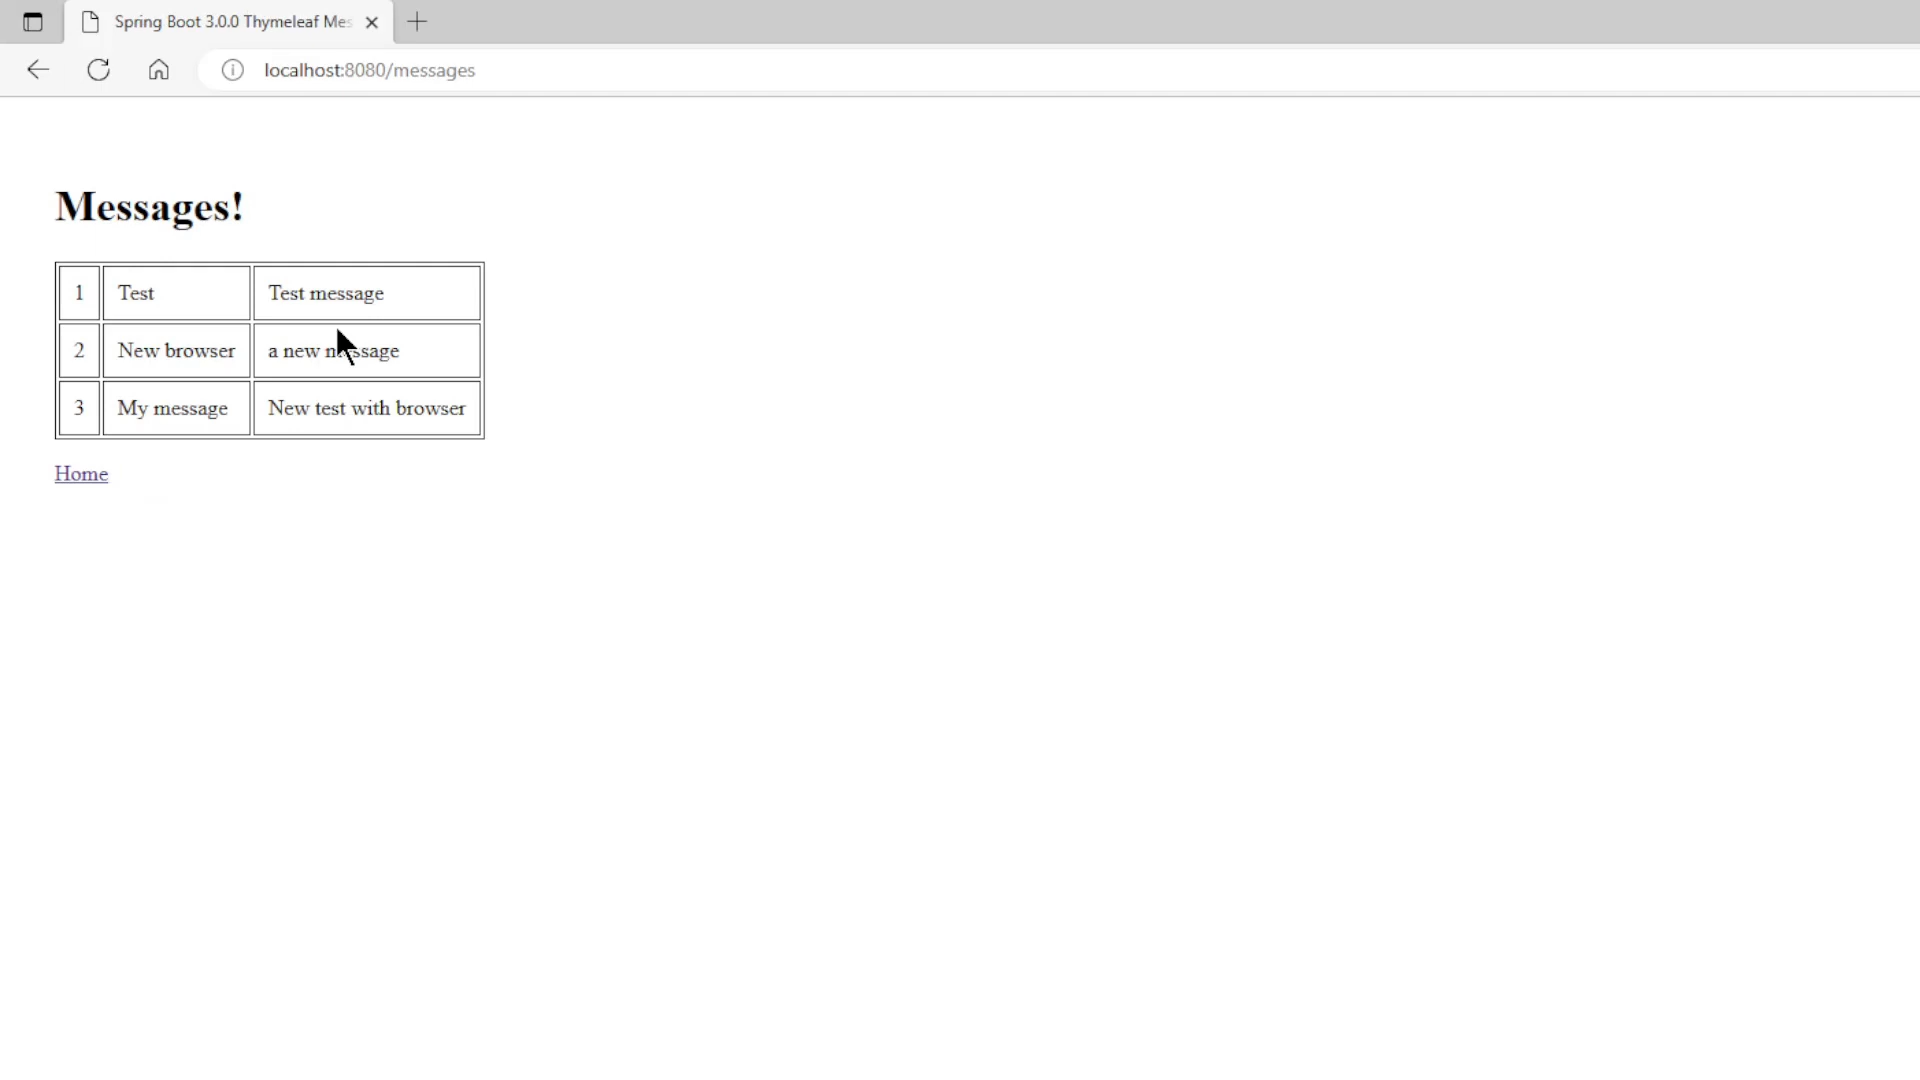 Spring Boot 3.0.0 Thymeleaf Mes
localhost:8080/messages
Messages!
1 Test Test message
2 New browser a new message
3 My message New test with browser
Home